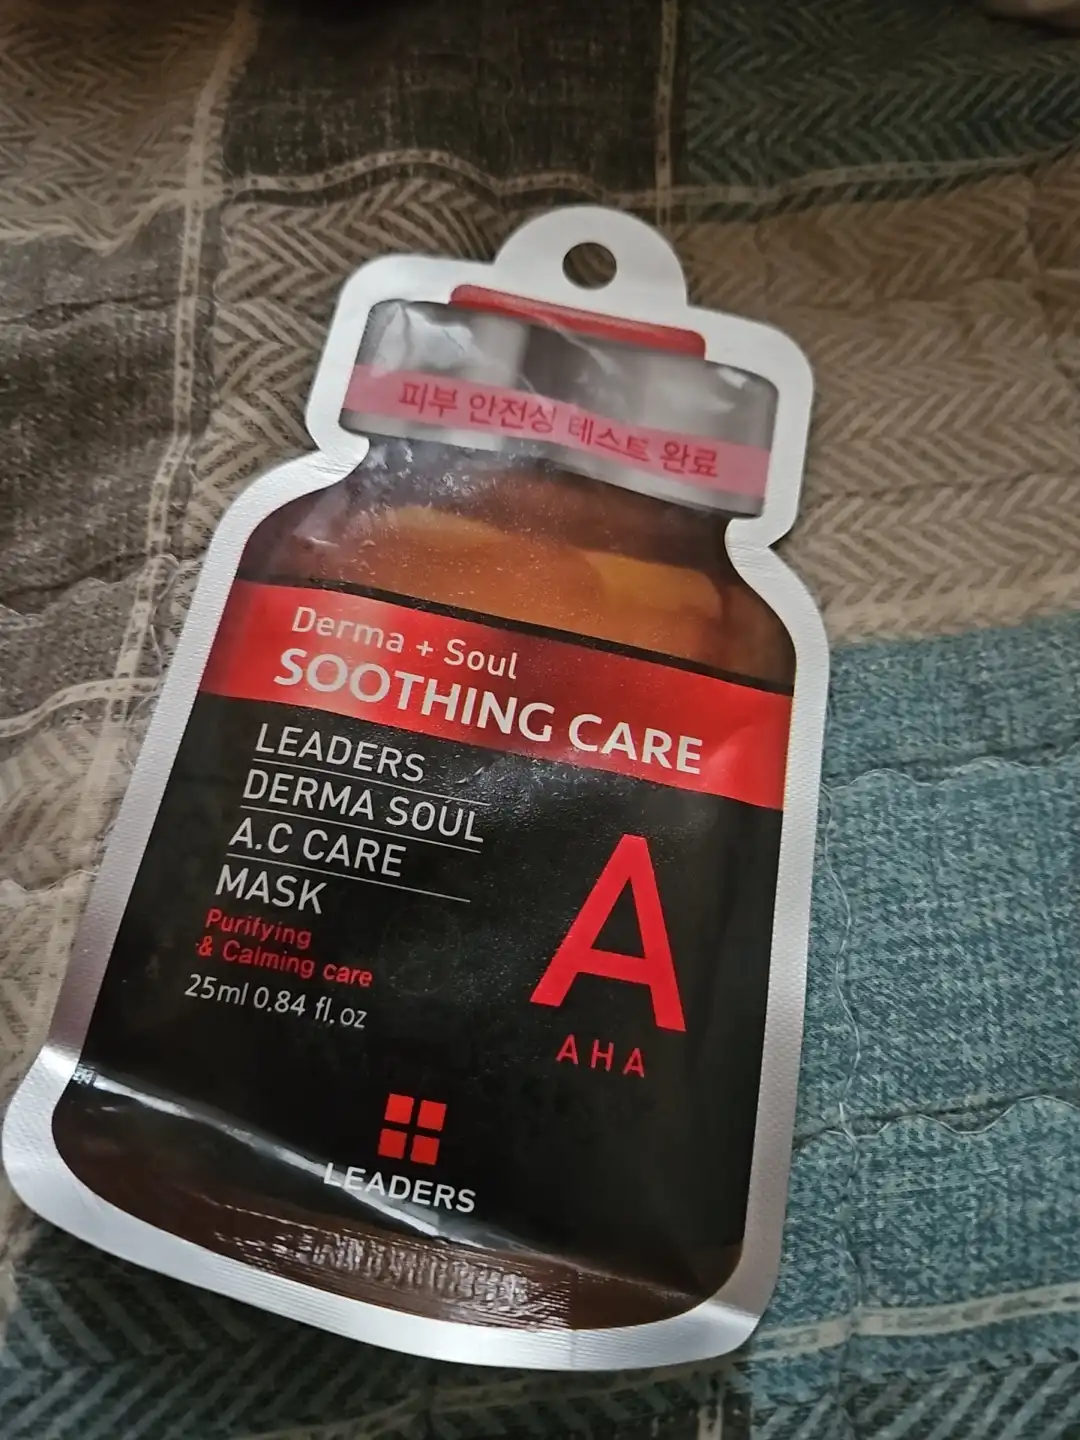 피부 안전성 테스트 완료
Derma + Soul
SOOTHING CARE
LEADERS
DERMA SOUL
A.C CARE
MASK
Purifying
& Calming care
25ml 0.84 fl.oz
A
AHA
LEADERS